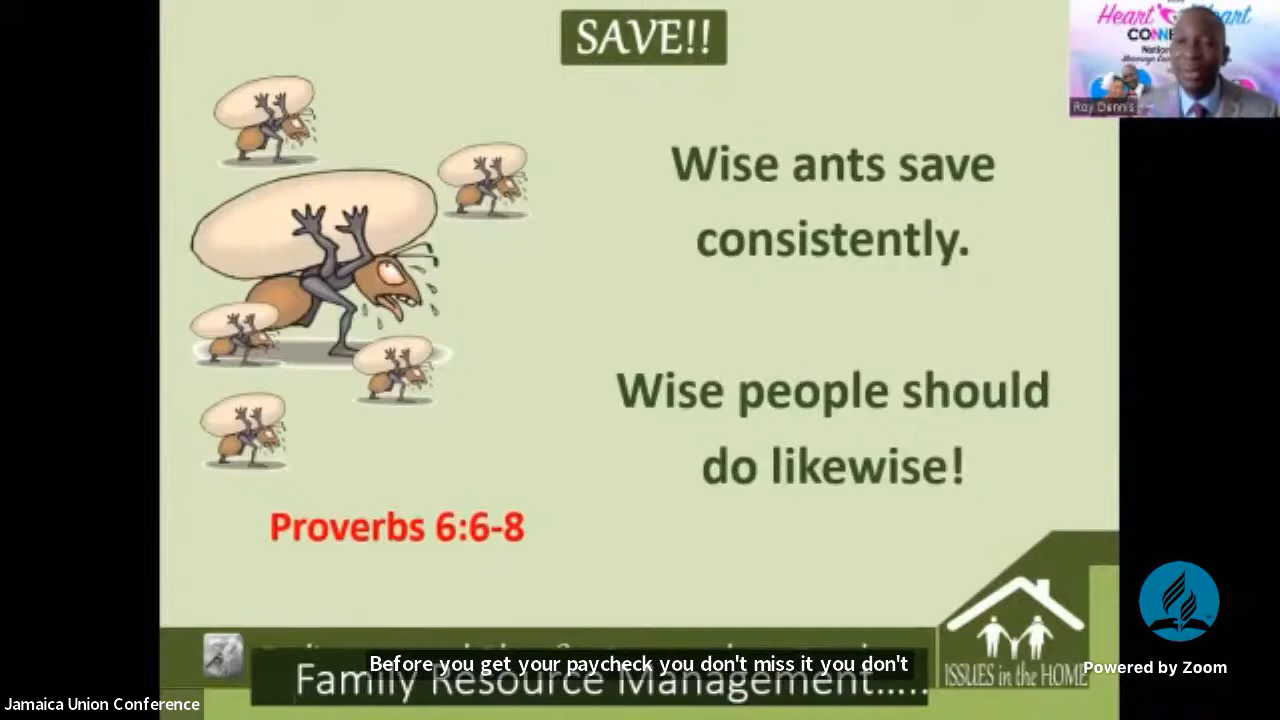 SAVE!!
Heart Heart
Roy Dennis
Wise ants save
consistently.
Wise people should
do likewise!
Proverbs 6:6-8
Before you get your paycheck you don't miss it you don't
Family Resource Management.....
ISSUES in the HOME
Powered by Zoom
Jamaica Union Conference